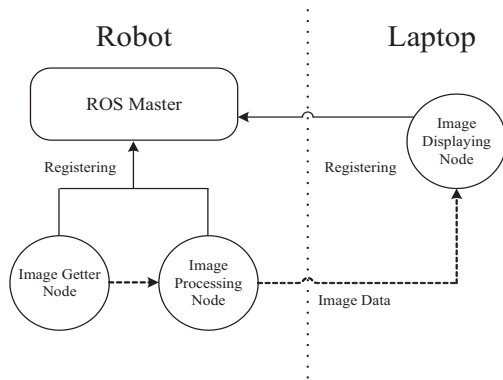 Robot
Laptop
ROS Master
Image
Displaying
Node
Registering
Registering
Image Getter
Node
Image
Processing
Node
Image Data